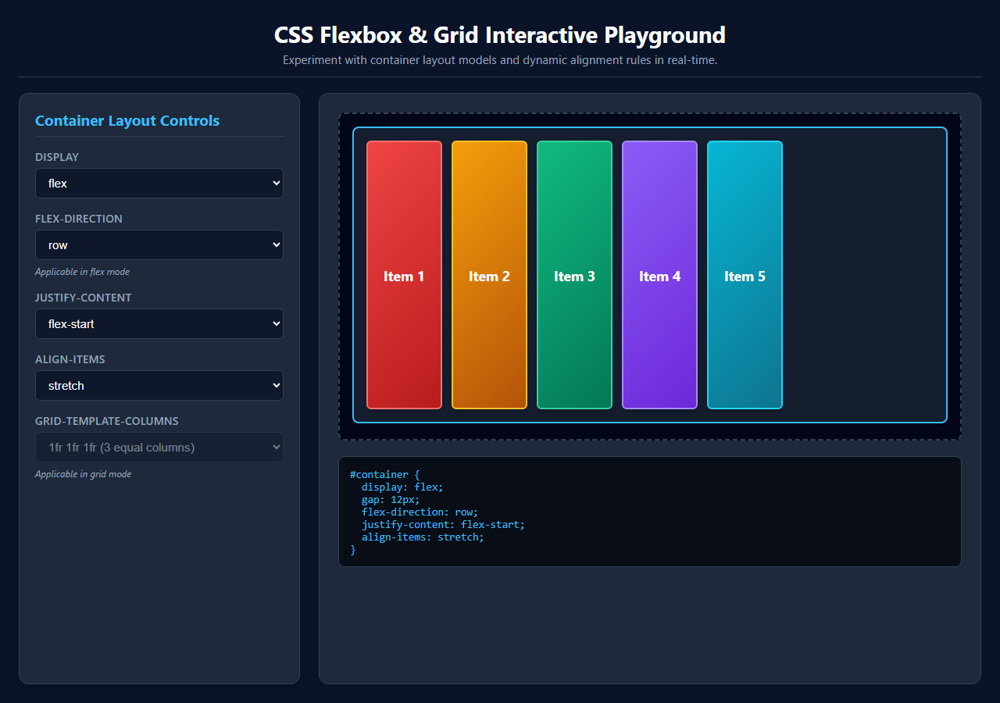 CSS Flexbox & Grid Interactive Playground
Experiment with container layout models and dynamic alignment rules in real-time.
Container Layout Controls
DISPLAY
flex
FLEX-DIRECTION
row
Applicable in flex mode
JUSTIFY-CONTENT
flex-start
ALIGN-ITEMS
stretch
GRID-TEMPLATE-COLUMNS
1fr 1fr 1fr (3 equal columns)
Applicable in grid mode
Item 1
Item 2
Item 3
Item 4
Item 5
#container {
  display: flex;
  gap: 12px;
  flex-direction: row;
  justify-content: flex-start;
  align-items: stretch;
}